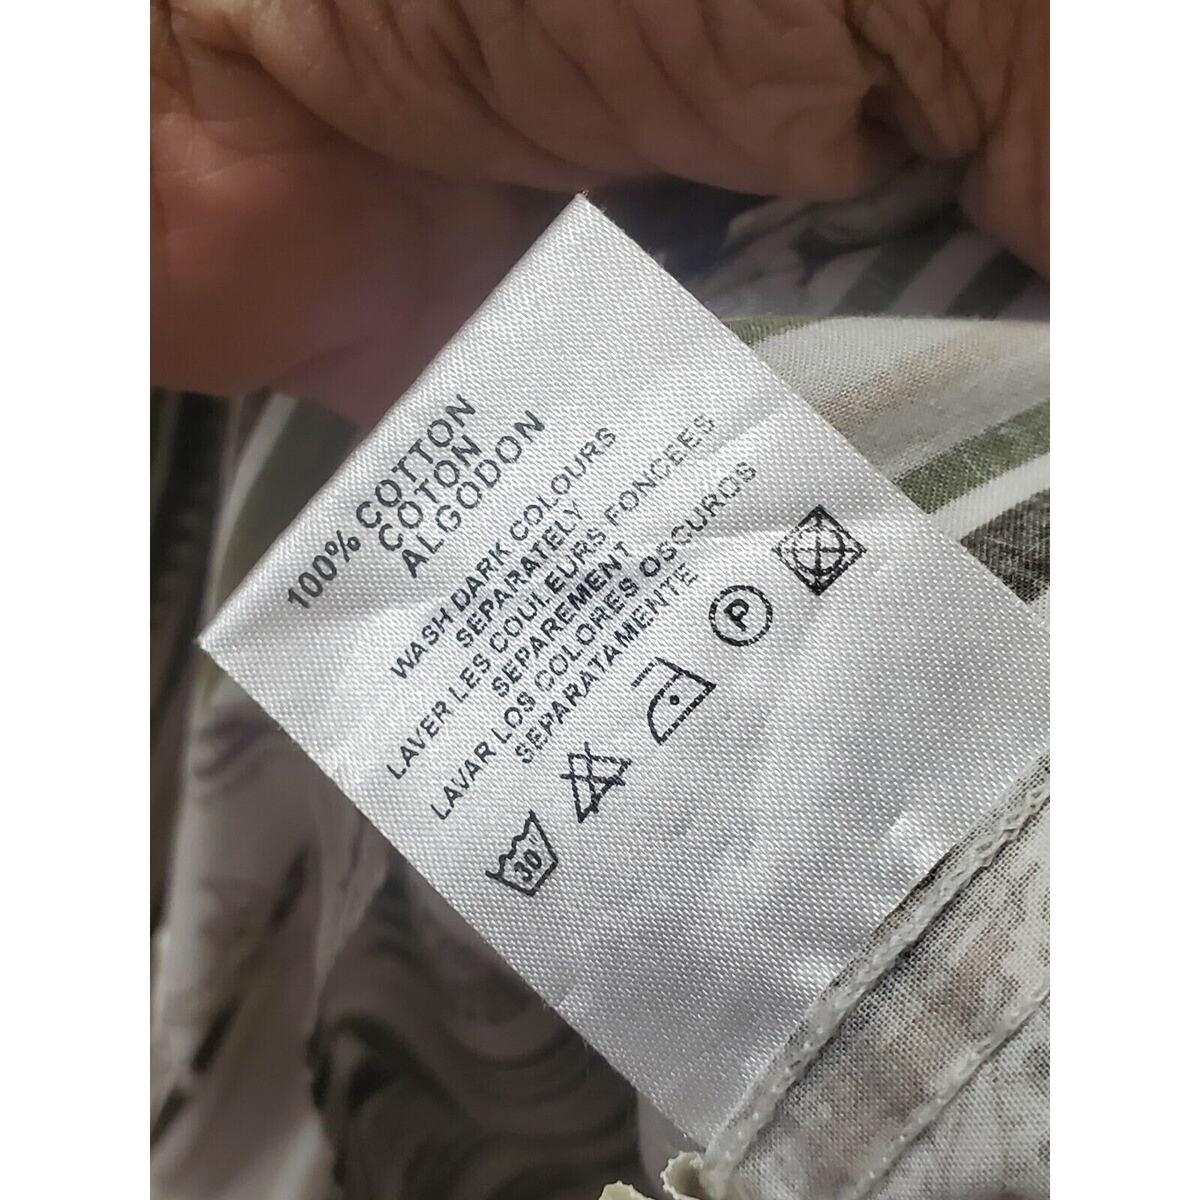 100% COTTON
COTON
ALGODON
WASH DARK COLOURS
SEPARATELY
LAVER LES COULEURS FONCEES
SEPAREMENT
LAVAR LOS COLORES OSCUROS
SEPARATAMENTE
30°
P